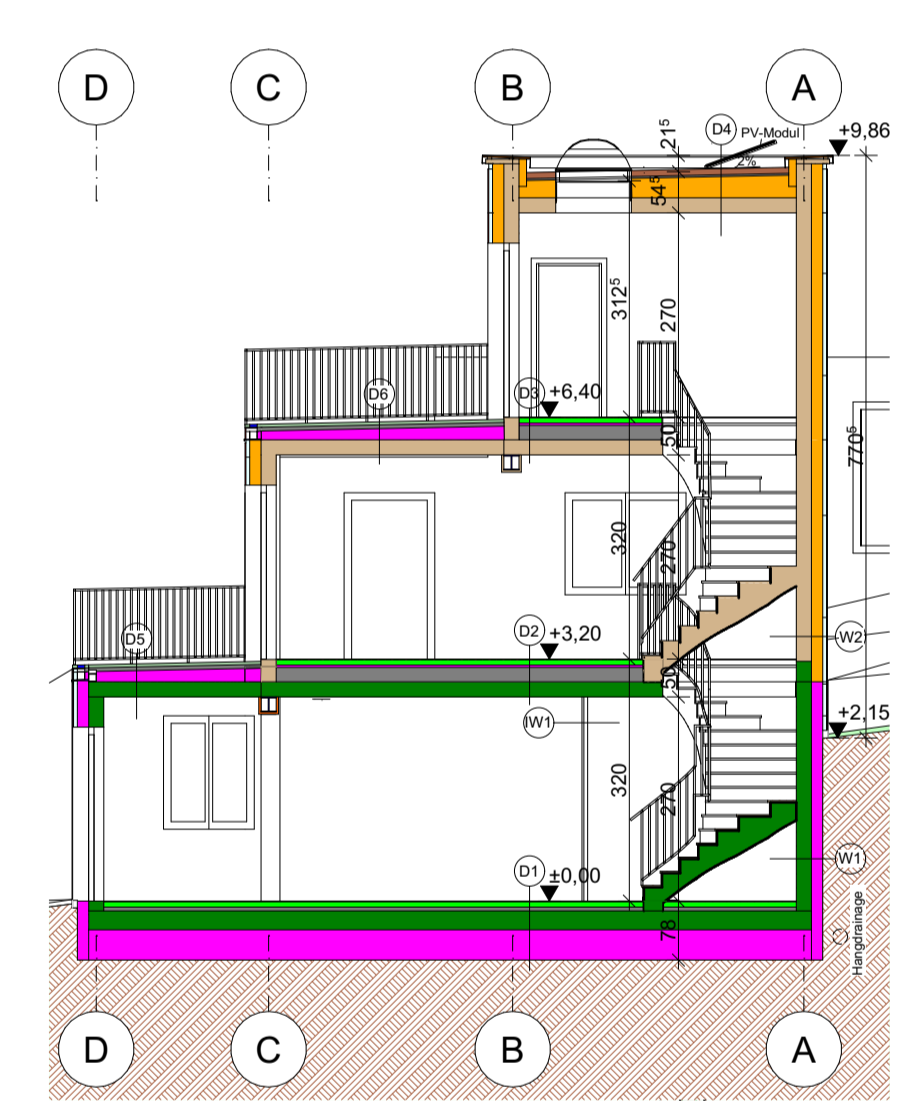 D C B A
D4 PV-Modul
+9,86
2%
21⁵
54⁵
312⁵
270
D6
D3 +6,40
50
770⁵
320
270
D5
D2 +3,20
W2
50
IW1
+2,15
320
270
D1 ±0,00
W1
78
Hangdrainage
D C B A